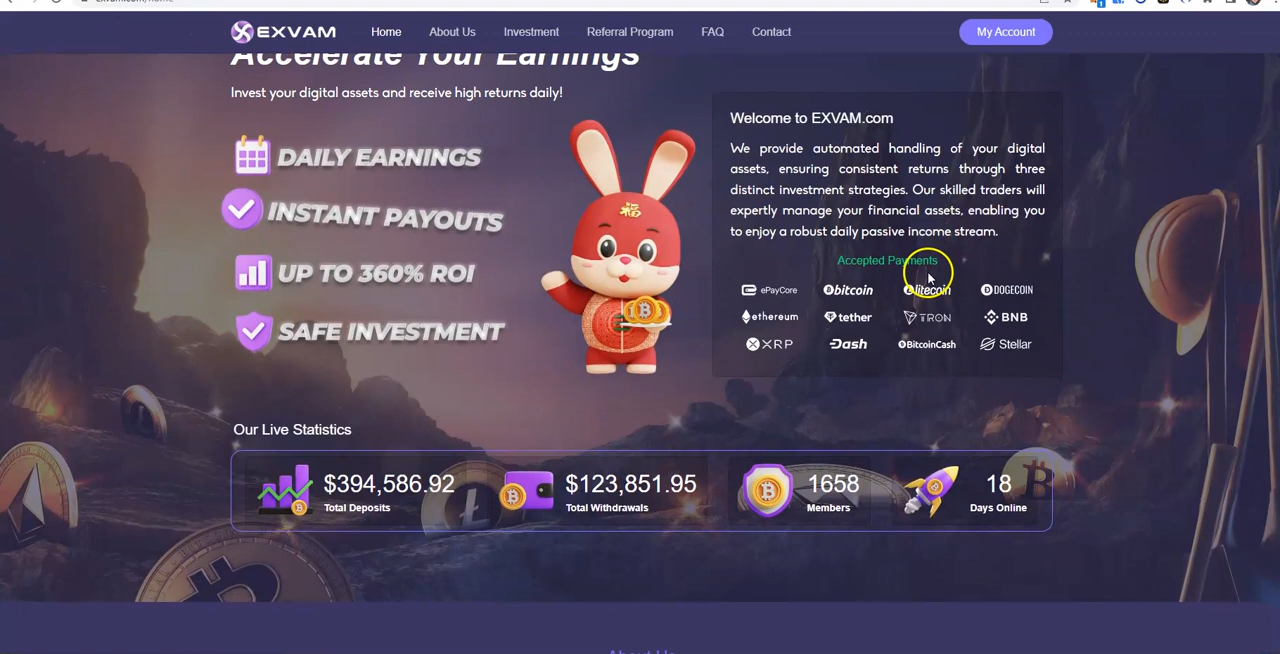 EXVAM
Home
About Us
Investment
Referral Program
FAQ
Contact
My Account
Accelerate Your Earnings
Invest your digital assets and receive high returns daily!
DAILY EARNINGS
INSTANT PAYOUTS
UP TO 360% ROI
SAFE INVESTMENT
福
Welcome to EXVAM.com
We provide automated handling of your digital
assets, ensuring consistent returns through three
distinct investment strategies. Our skilled traders will
expertly manage your financial assets, enabling you
to enjoy a robust daily passive income stream.
Accepted Payments
ePayCore
bitcoin
litecoin
DOGECOIN
ethereum
tether
TRON
BNB
XRP
Dash
BitcoinCash
Stellar
Our Live Statistics
$394,586.92
Total Deposits
$123,851.95
Total Withdrawals
1658
Members
18
Days Online
About Us